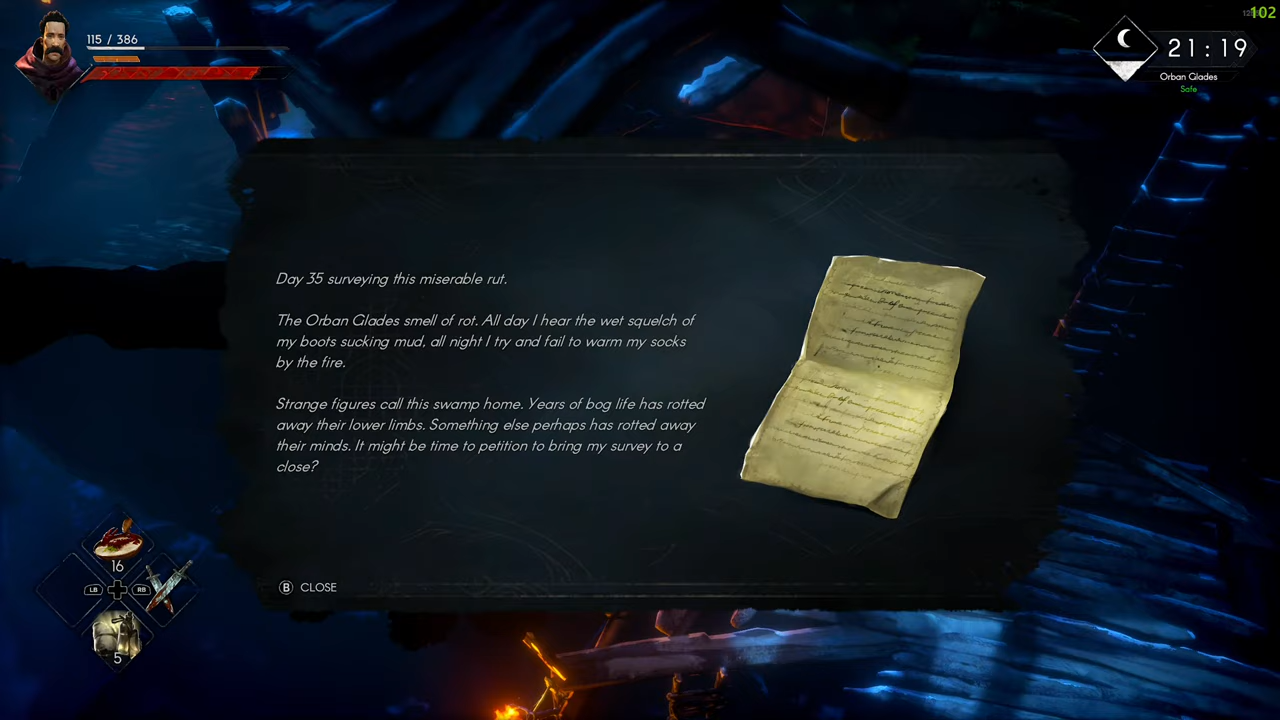 102
115 / 386
21:19
Orban Glades
Safe
Day 35 surveying this miserable rut.
The Orban Glades smell of rot. All day I hear the wet squelch of
my boots sucking mud, all night I try and fail to warm my socks
by the fire.
Strange figures call this swamp home. Years of bog life has rotted
away their lower limbs. Something else perhaps has rotted away
their minds. It might be time to petition to bring my survey to a
close?
16
LB
RB
5
B CLOSE